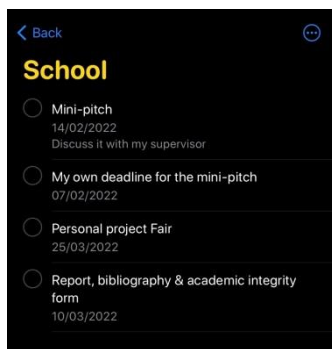 Back
School
Mini-pitch
14/02/2022
Discuss it with my supervisor
My own deadline for the mini-pitch
07/02/2022
Personal project Fair
25/03/2022
Report, bibliography & academic integrity
form
10/03/2022